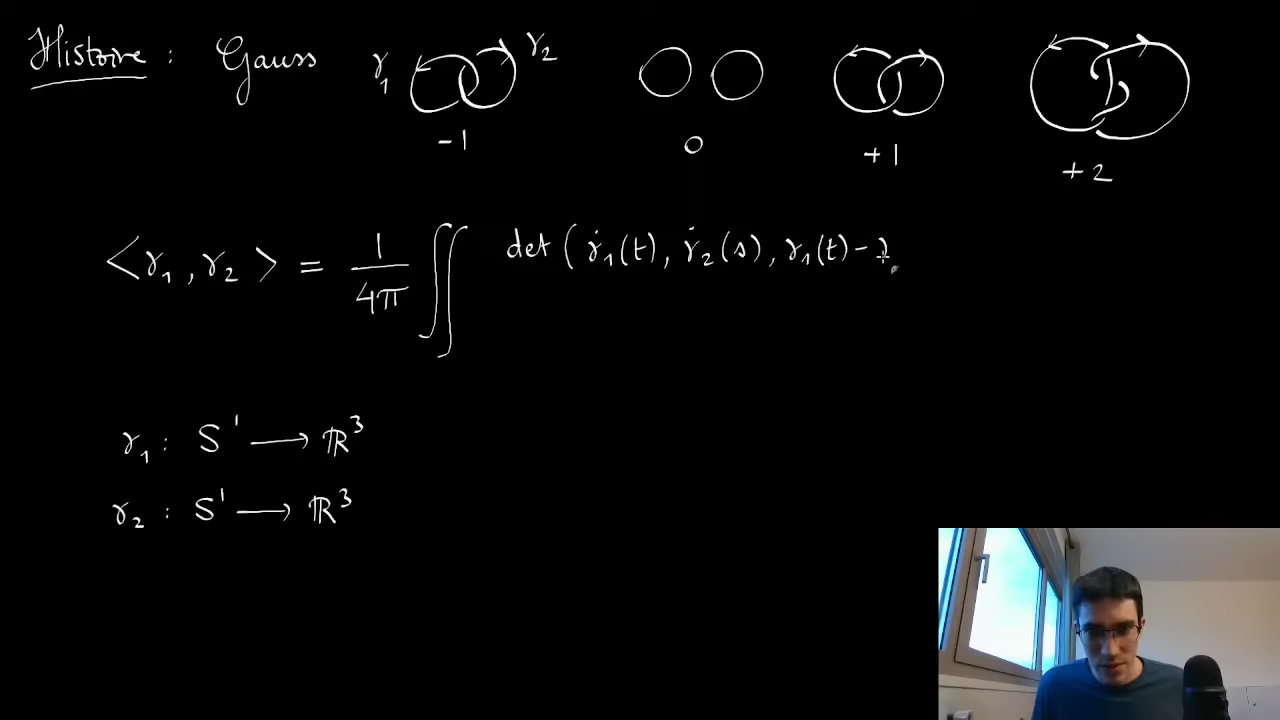 Histoire : Gauss γ₁ γ₂
-1 0 +1 +2
<γ₁, γ₂> = 1/4π ∬ det(γ̇₁(t), γ̇₂(s), γ₁(t) -
γ₁ : S¹ ⟶ ℝ³
γ₂ : S¹ ⟶ ℝ³